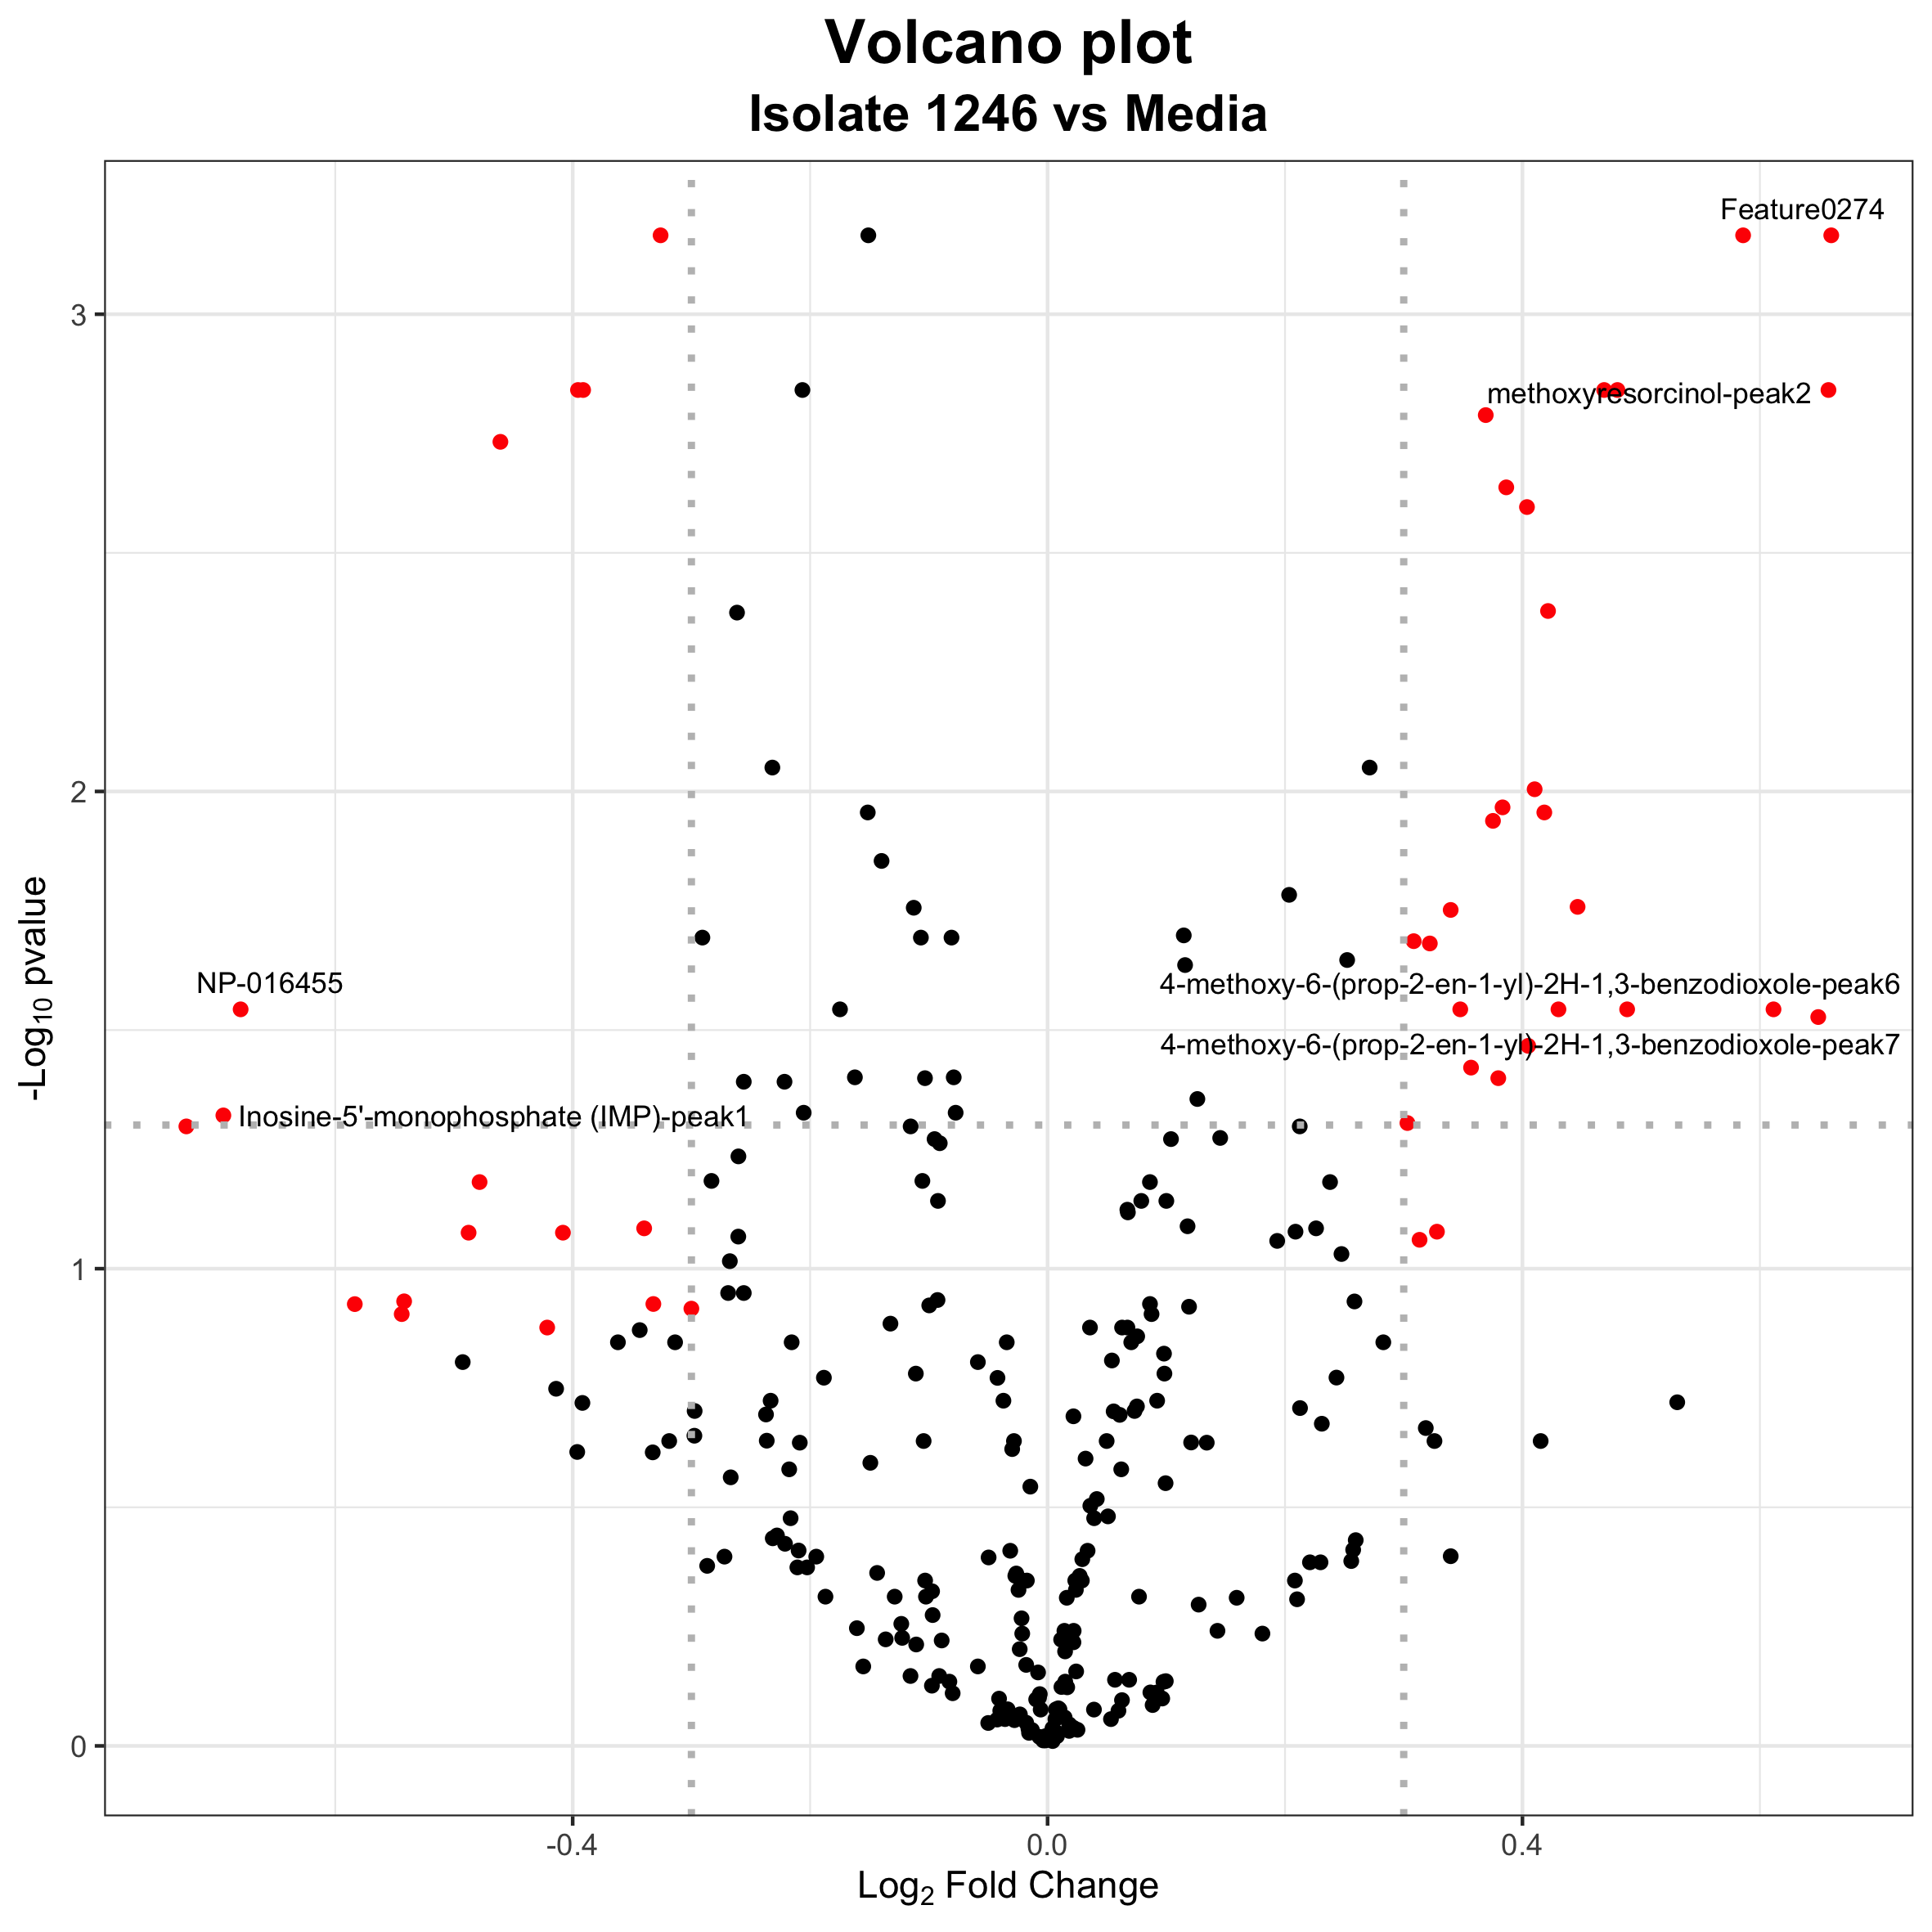 Volcano plot
Isolate 1246 vs Media
Feature0274
3
methoxyresorcinol-peak2
2
-Log10 pvalue
NP-016455
4-methoxy-6-(prop-2-en-1-yl)-2H-1,3-benzodioxole-peak6
4-methoxy-6-(prop-2-en-1-yl)-2H-1,3-benzodioxole-peak7
Inosine-5'-monophosphate (IMP)-peak1
1
0
-0.4
0.0
0.4
Log2 Fold Change